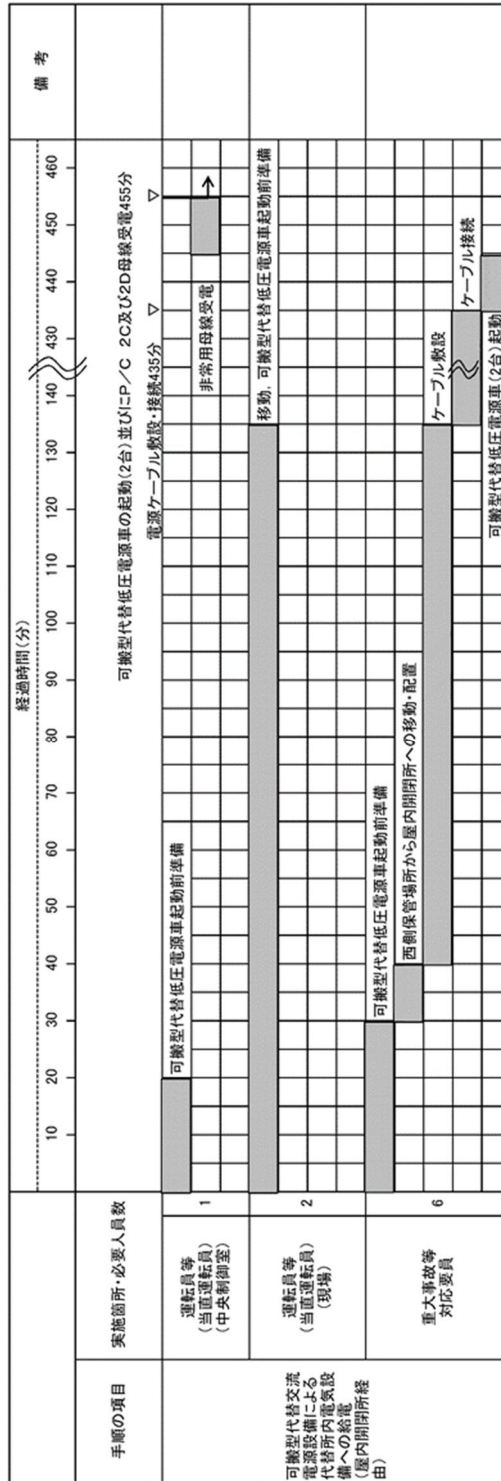 手順の項目
実施箇所・必要人員数
経過時間(分)
備 考
10 20 30 40 50 60 70 80 90 100 110 120 130 140 430 440 450 460
可搬型代替低圧電源車の起動(2台)並びにP/C 2C及び2D母線受電455分
▽
電源ケーブル敷設・接続435分
▽
可搬型代替交流
電源設備による
代替所内電気設
備への給電
(屋内開閉所経
由)
運転員等
(当直運転員)
(中央制御室)
1
可搬型代替低圧電源車起動前準備
非常用母線受電
運転員等
(当直運転員)
(現場)
2
移動,可搬型代替低圧電源車起動前準備
重大事故等
対応要員
6
可搬型代替低圧電源車起動前準備
西側保管場所から屋内開閉所への移動・配置
ケーブル敷設
ケーブル接続
可搬型代替低圧電源車(2台)起動